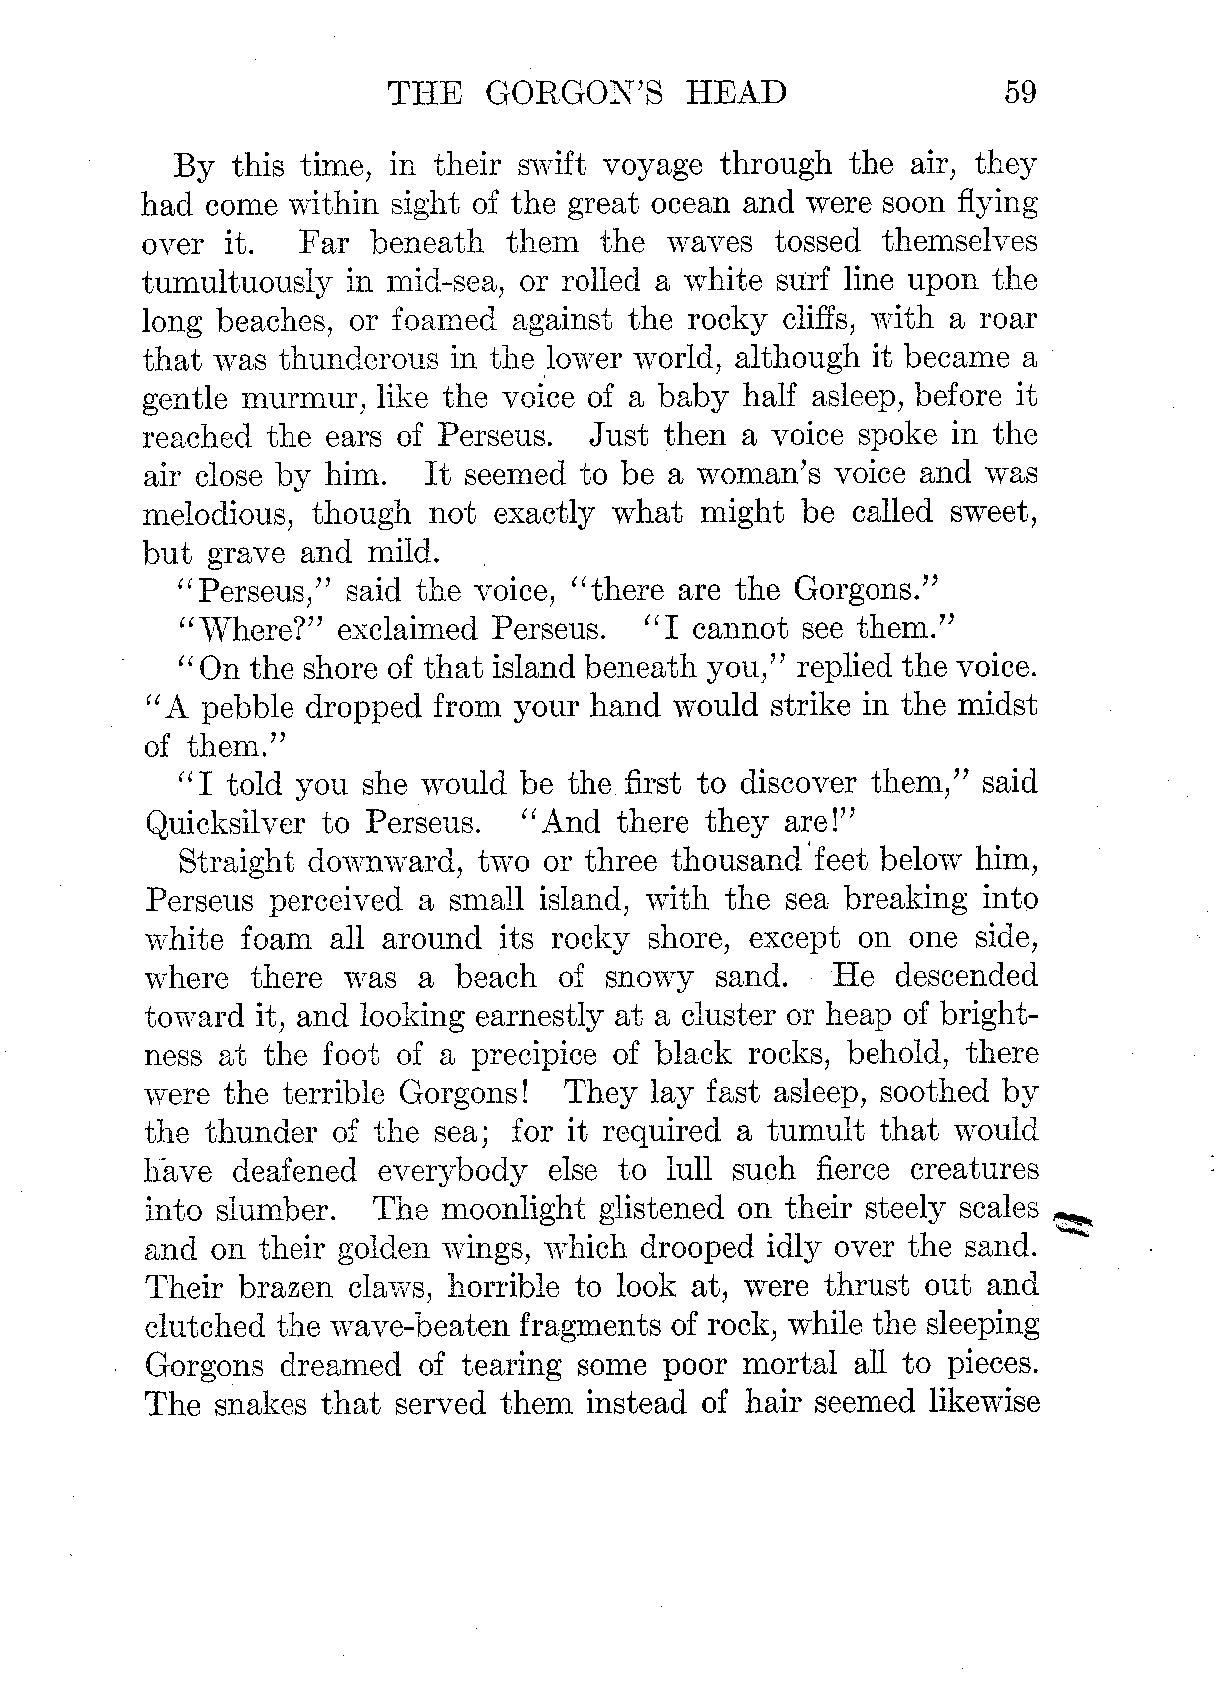 THE GORGON'S HEAD 59
By this time, in their swift voyage through the air, they
had come within sight of the great ocean and were soon flying
over it. Far beneath them the waves tossed themselves
tumultuously in mid-sea, or rolled a white surf line upon the
long beaches, or foamed against the rocky cliffs, with a roar
that was thunderous in the lower world, although it became a
gentle murmur, like the voice of a baby half asleep, before it
reached the ears of Perseus. Just then a voice spoke in the
air close by him. It seemed to be a woman's voice and was
melodious, though not exactly what might be called sweet,
but grave and mild.
"Perseus," said the voice, "there are the Gorgons."
"Where?" exclaimed Perseus. "I cannot see them."
"On the shore of that island beneath you," replied the voice.
"A pebble dropped from your hand would strike in the midst
of them."
"I told you she would be the first to discover them," said
Quicksilver to Perseus. "And there they are!"
Straight downward, two or three thousand feet below him,
Perseus perceived a small island, with the sea breaking into
white foam all around its rocky shore, except on one side,
where there was a beach of snowy sand. He descended
toward it, and looking earnestly at a cluster or heap of bright-
ness at the foot of a precipice of black rocks, behold, there
were the terrible Gorgons! They lay fast asleep, soothed by
the thunder of the sea; for it required a tumult that would
have deafened everybody else to lull such fierce creatures
into slumber. The moonlight glistened on their steely scales
and on their golden wings, which drooped idly over the sand.
Their brazen claws, horrible to look at, were thrust out and
clutched the wave-beaten fragments of rock, while the sleeping
Gorgons dreamed of tearing some poor mortal all to pieces.
The snakes that served them instead of hair seemed likewise